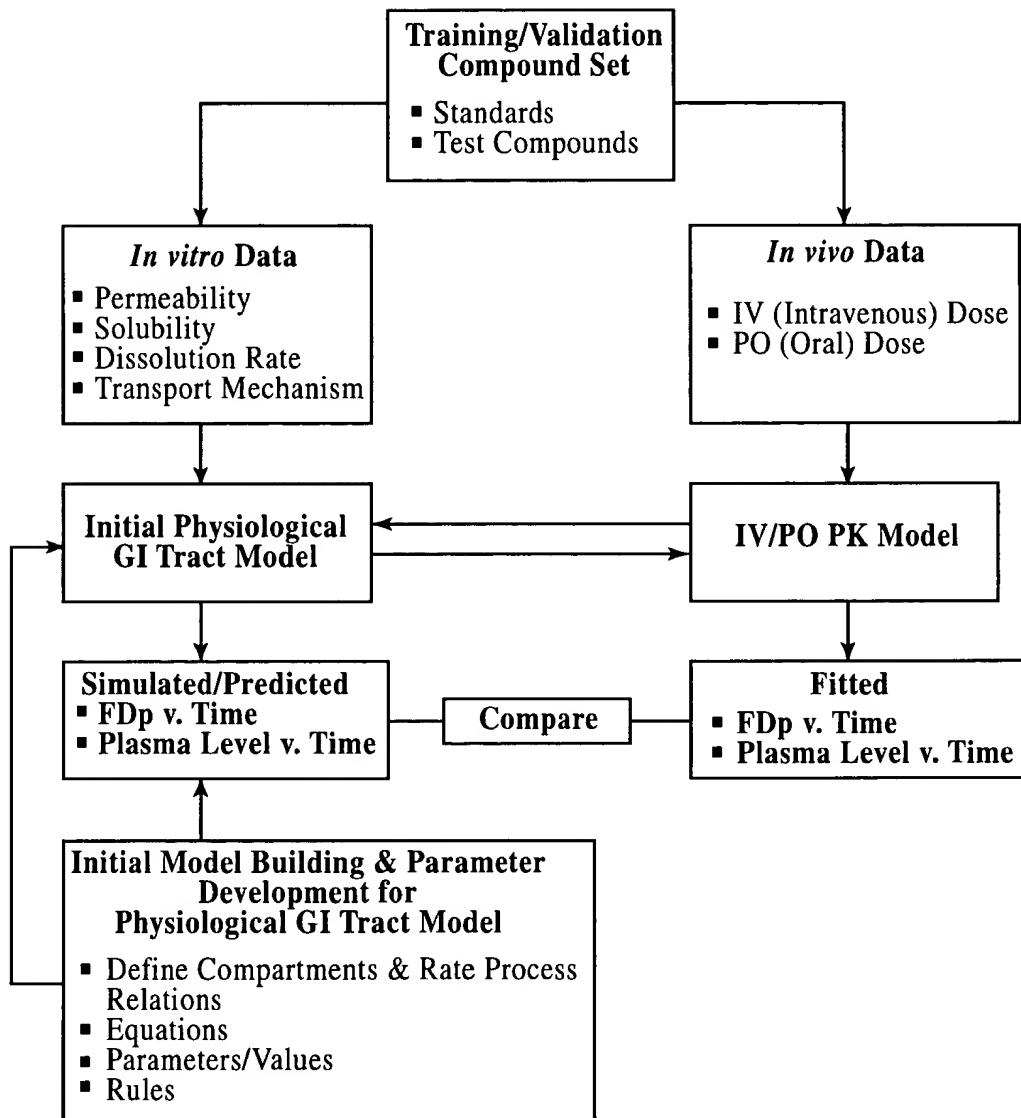 Training/Validation
Compound Set
▪ Standards
▪ Test Compounds
In vitro Data
▪ Permeability
▪ Solubility
▪ Dissolution Rate
▪ Transport Mechanism
In vivo Data
▪ IV (Intravenous) Dose
▪ PO (Oral) Dose
Initial Physiological
GI Tract Model
IV/PO PK Model
Simulated/Predicted
▪ FDp v. Time
▪ Plasma Level v. Time
Compare
Fitted
▪ FDp v. Time
▪ Plasma Level v. Time
Initial Model Building & Parameter
Development for
Physiological GI Tract Model
▪ Define Compartments & Rate Process
Relations
▪ Equations
▪ Parameters/Values
▪ Rules